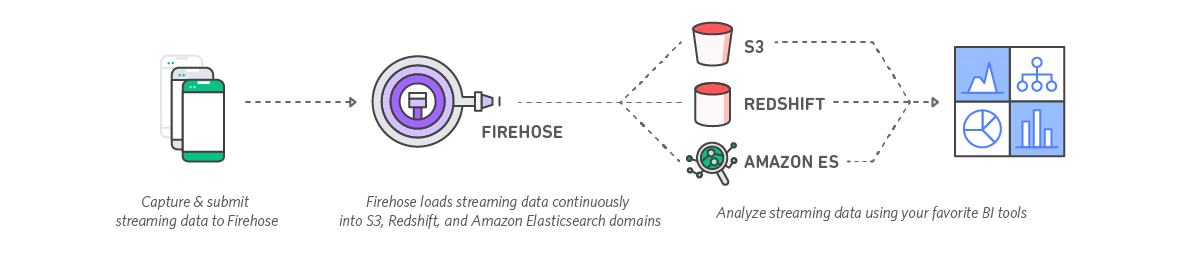 S3
REDSHIFT
FIREHOSE
AMAZON ES
Capture & submit
streaming data to Firehose
Firehose loads streaming data continuously
into S3, Redshift, and Amazon Elasticsearch domains
Analyze streaming data using your favorite BI tools